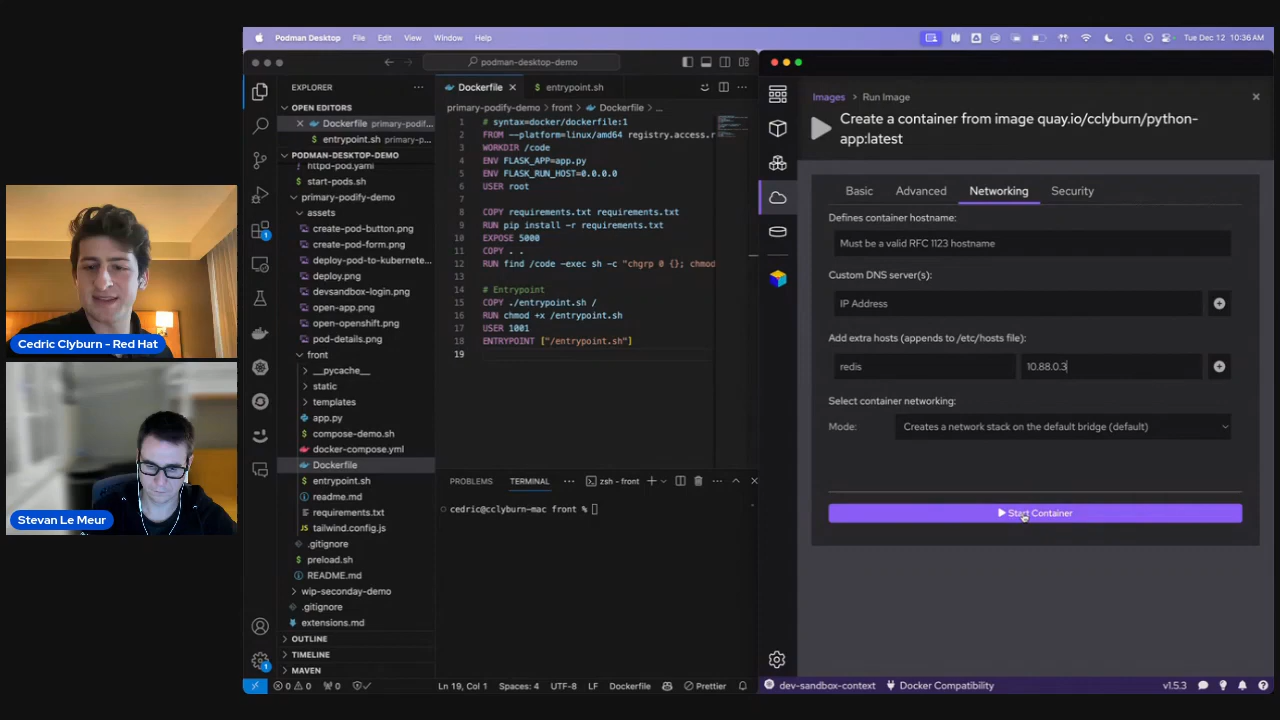 Podman Desktop File Edit View Window Help
Tue Dec 12 10:36 AM
podman-desktop-demo
EXPLORER
OPEN EDITORS
Dockerfile primary-podif...
entrypoint.sh primary-p...
PODMAN-DESKTOP-DEMO
httpd-pod.yaml
start-pods.sh
primary-podify-demo
assets
create-pod-button.png
create-pod-form.png
deploy-pod-to-kubernete...
deploy.png
devsandbox-login.png
open-app.png
open-openshift.png
pod-details.png
front
__pycache__
static
templates
app.py
compose-demo.sh
docker-compose.yml
Dockerfile
entrypoint.sh
readme.md
requirements.txt
tailwind.config.js
.gitignore
preload.sh
README.md
wip-seconday-demo
.gitignore
extensions.md
OUTLINE
TIMELINE
MAVEN
Dockerfile entrypoint.sh
primary-podify-demo > front > Dockerfile > ...
1 # syntax=docker/dockerfile:1
2 FROM --platform=linux/amd64 registry.access.r
3 WORKDIR /code
4 ENV FLASK_APP=app.py
5 ENV FLASK_RUN_HOST=0.0.0.0
6 USER root
7
8 COPY requirements.txt requirements.txt
9 RUN pip install -r requirements.txt
10 EXPOSE 5000
11 COPY . .
12 RUN find /code -exec sh -c "chgrp 0 {}; chmod
13
14 # Entrypoint
15 COPY ./entrypoint.sh /
16 RUN chmod +x /entrypoint.sh
17 USER 1001
18 ENTRYPOINT ["/entrypoint.sh"]
19
PROBLEMS TERMINAL ... zsh - front
cedric@cclyburn-mac front %
0 0 0 Ln 19, Col 1 Spaces: 4 UTF-8 LF Dockerfile Prettier
Images > Run Image
Create a container from image quay.io/cclyburn/python-
app:latest
Basic Advanced Networking Security
Defines container hostname:
Must be a valid RFC 1123 hostname
Custom DNS server(s):
IP Address
Add extra hosts (appends to /etc/hosts file):
redis 10.88.0.3
Select container networking:
Mode: Creates a network stack on the default bridge (default)
Start Container
dev-sandbox-context Docker Compatibility v1.5.3
Cedric Clyburn - Red Hat
Stevan Le Meur